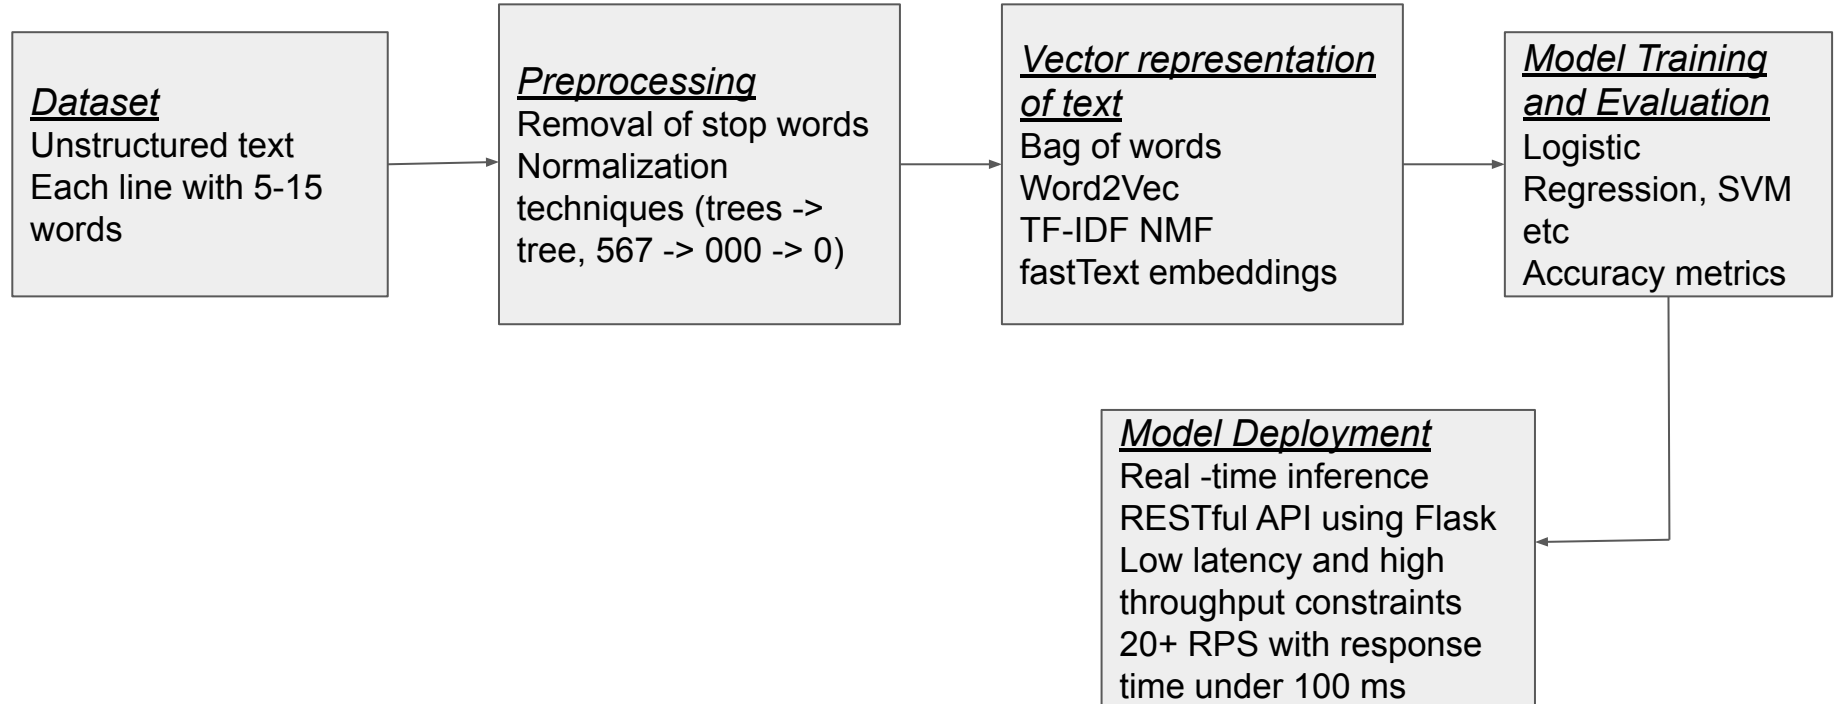 Dataset
Unstructured text
Each line with 5-15
words
Preprocessing
Removal of stop words
Normalization
techniques (trees ->
tree, 567 -> 000 -> 0)
Vector representation
of text
Bag of words
Word2Vec
TF-IDF NMF
fastText embeddings
Model Training
and Evaluation
Logistic
Regression, SVM
etc
Accuracy metrics
Model Deployment
Real -time inference
RESTful API using Flask
Low latency and high
throughput constraints
20+ RPS with response
time under 100 ms